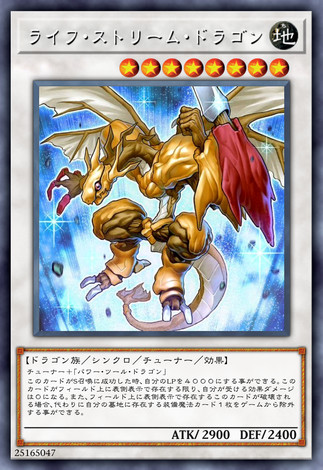 ライフ・ストリーム・ドラゴン
地
【ドラゴン族／シンクロ／チューナー／効果】
チューナー＋「パワー・ツール・ドラゴン」
このカードがS召喚に成功した時、自分のLPを４０００にする事ができる。このカ
ードがフィールド上に表側表示で存在する限り、自分が受ける効果ダメージ
は０になる。また、フィールド上に表側表示で存在するこのカードが破壊され
る場合、代わりに自分の墓地に存在する装備魔法カード１枚をゲームから除外
する事ができる。
ATK/ 2900 DEF/2400
25165047